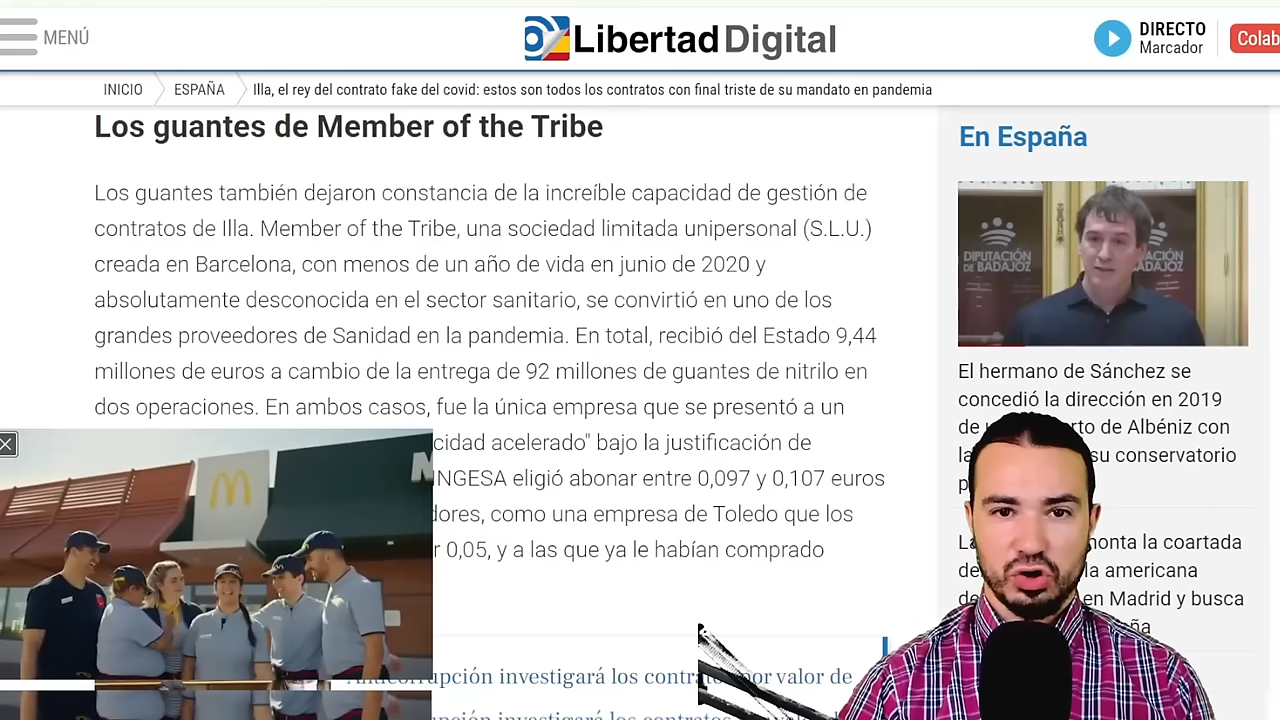 MENÚ
Libertad Digital
DIRECTO
Marcador
Colab
INICIO
ESPAÑA
Illa, el rey del contrato fake del covid: estos son todos los contratos con final triste de su mandato en pandemia
Los guantes de Member of the Tribe
Los guantes también dejaron constancia de la increíble capacidad de gestión de
contratos de Illa. Member of the Tribe, una sociedad limitada unipersonal (S.L.U.)
creada en Barcelona, con menos de un año de vida en junio de 2020 y
absolutamente desconocida en el sector sanitario, se convirtió en uno de los
grandes proveedores de Sanidad en la pandemia. En total, recibió del Estado 9,44
millones de euros a cambio de la entrega de 92 millones de guantes de nitrilo en
dos operaciones. En ambos casos, fue la única empresa que se presentó a un
cidad acelerado" bajo la justificación de
INGESA eligió abonar entre 0,097 y 0,107 euros
dores, como una empresa de Toledo que los
r 0,05, y a las que ya le habían comprado
Anticorrupción investigará los contratos por valor de
En España
DIPUTACIÓN
DE BADAJOZ
El hermano de Sánchez se
concedió la dirección en 2019
de Albéniz con
su conservatorio
monta la coartada
la americana
en Madrid y busca